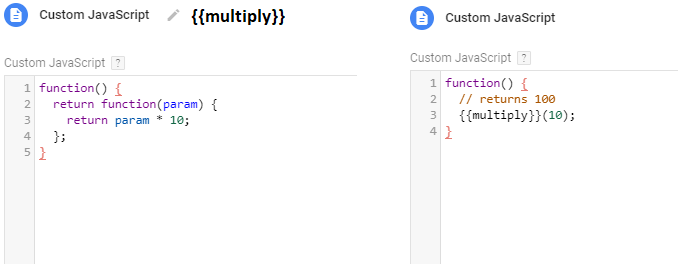 Custom JavaScript {{multiply}}
Custom JavaScript ?
1 function() {
2 return function(param) {
3 return param * 10;
4 };
5 }
Custom JavaScript
Custom JavaScript ?
1 function() {
2 // returns 100
3 {{multiply}}(10);
4 }